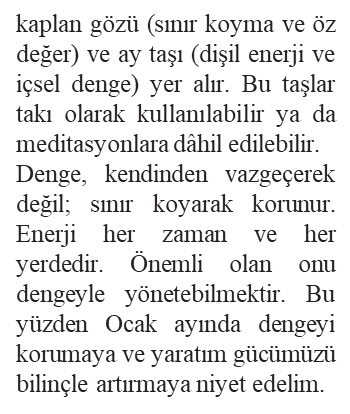 kaplan gözü (sınır koyma ve öz
değer) ve ay taşı (dişil enerji ve
içsel denge) yer alır. Bu taşlar
takı olarak kullanılabilir ya da
meditasyonlara dâhil edilebilir.
Denge, kendinden vazgeçerek
değil; sınır koyarak korunur.
Enerji her zaman ve her
yerdedir. Önemli olan onu
dengeyle yönetebilmektir. Bu
yüzden Ocak ayında dengeyi
korumaya ve yaratım gücümüzü
bilinçle artırmaya niyet edelim.